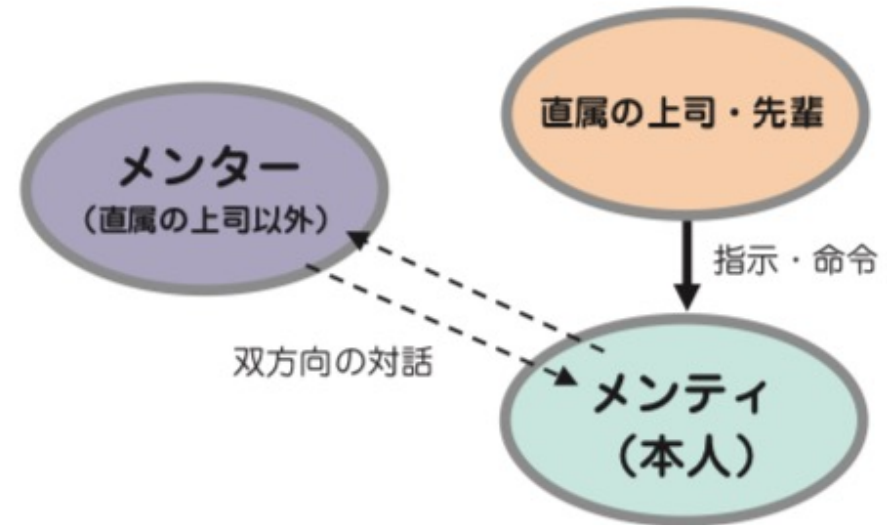 直属の上司・先輩
メンター
（直属の上司以外）
指示・命令
双方向の対話
メンティ
（本人）